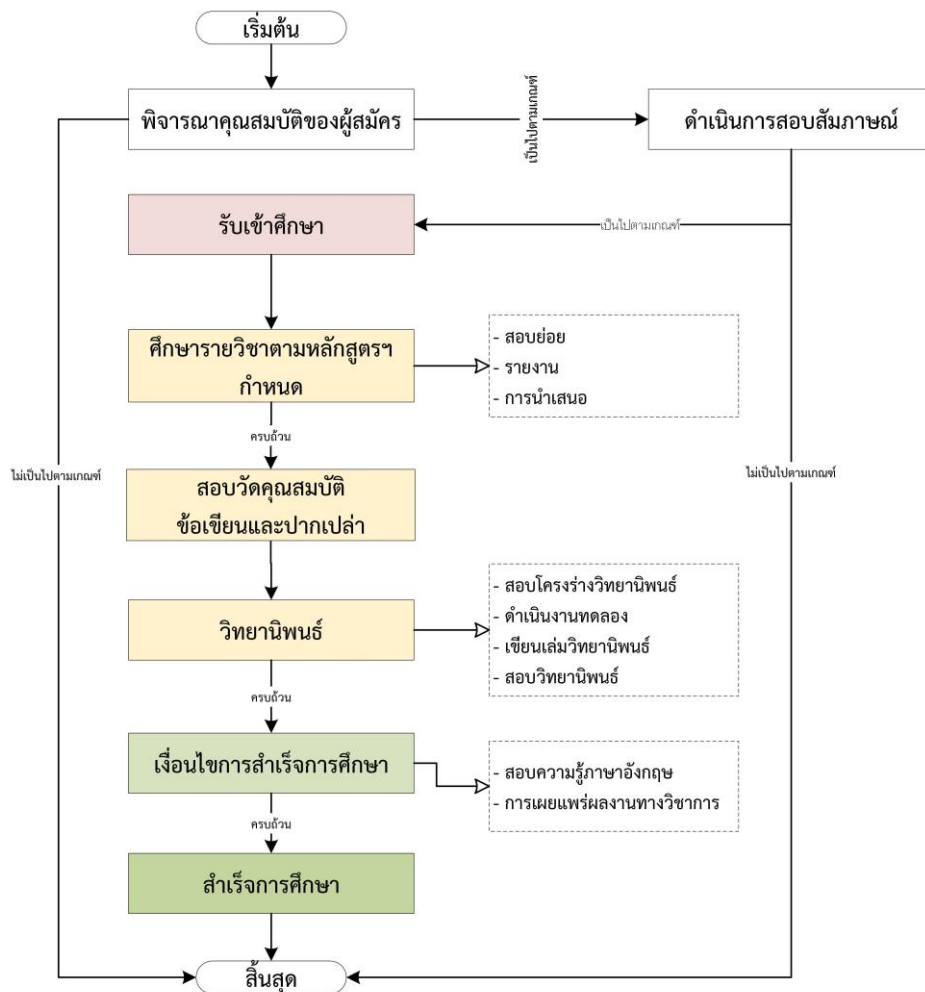 เริ่มต้น
พิจารณาคุณสมบัติของผู้สมัคร
เป็นไปตามเกณฑ์
ดำเนินการสอบสัมภาษณ์
รับเข้าศึกษา
เป็นไปตามเกณฑ์
ศึกษารายวิชาตามหลักสูตรฯ
กำหนด
- สอบย่อย
- รายงาน
- การนำเสนอ
ครบถ้วน
ไม่เป็นไปตามเกณฑ์
ไม่เป็นไปตามเกณฑ์
สอบวัดคุณสมบัติ
ข้อเขียนและปากเปล่า
วิทยานิพนธ์
- สอบโครงร่างวิทยานิพนธ์
- ดำเนินงานทดลอง
- เขียนเล่มวิทยานิพนธ์
- สอบวิทยานิพนธ์
ครบถ้วน
เงื่อนไขการสำเร็จการศึกษา
- สอบความรู้ภาษาอังกฤษ
- การเผยแพร่ผลงานทางวิชาการ
ครบถ้วน
สำเร็จการศึกษา
สิ้นสุด